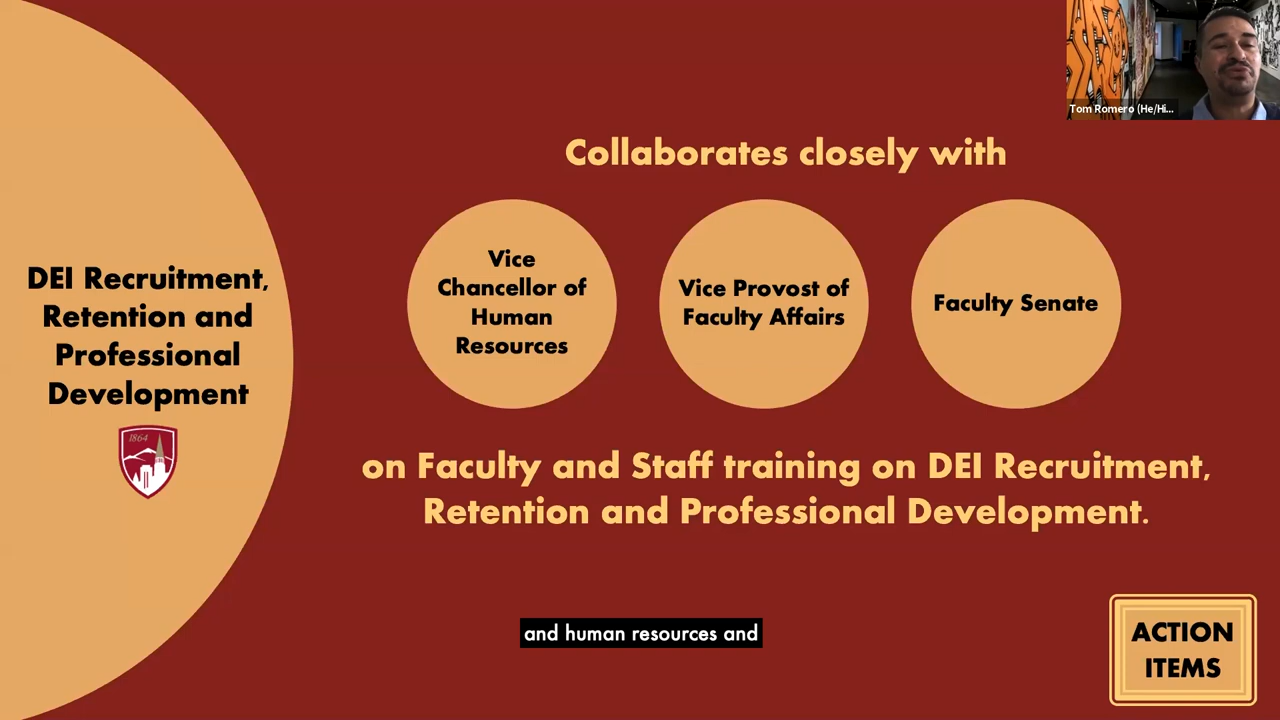 Tom Romero (He/Hi...
Collaborates closely with
DEI Recruitment,
Retention and
Professional
Development
1864
Vice
Chancellor of
Human
Resources
Vice Provost of
Faculty Affairs
Faculty Senate
on Faculty and Staff training on DEI Recruitment,
Retention and Professional Development.
and human resources and
ACTION
ITEMS